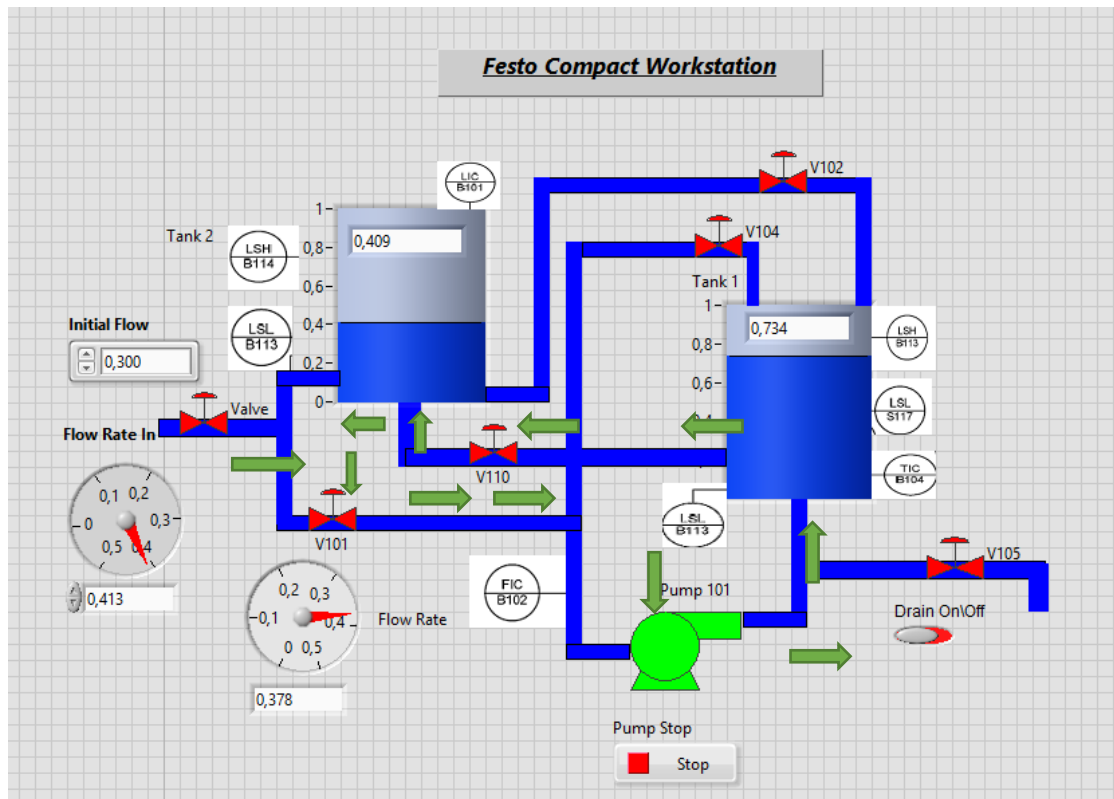 Festo Compact Workstation
V102
LIC
B101
V104
Tank 2
1
0,8
0,6
0,4
0,2
0
0,409
LSH
B114
LSL
B113
Tank 1
1
0,8
0,6
0,734
LSH
B113
LSL
S117
TIC
B104
LSL
B113
Initial Flow
0,300
Valve
Flow Rate In
0
0,1
0,2
0,3
0,4
0,5
0,413
V110
V101
FIC
B102
Pump 101
V105
Drain On\Off
0
0,1
0,2
0,3
0,4
0,5
Flow Rate
0,378
Pump Stop
Stop